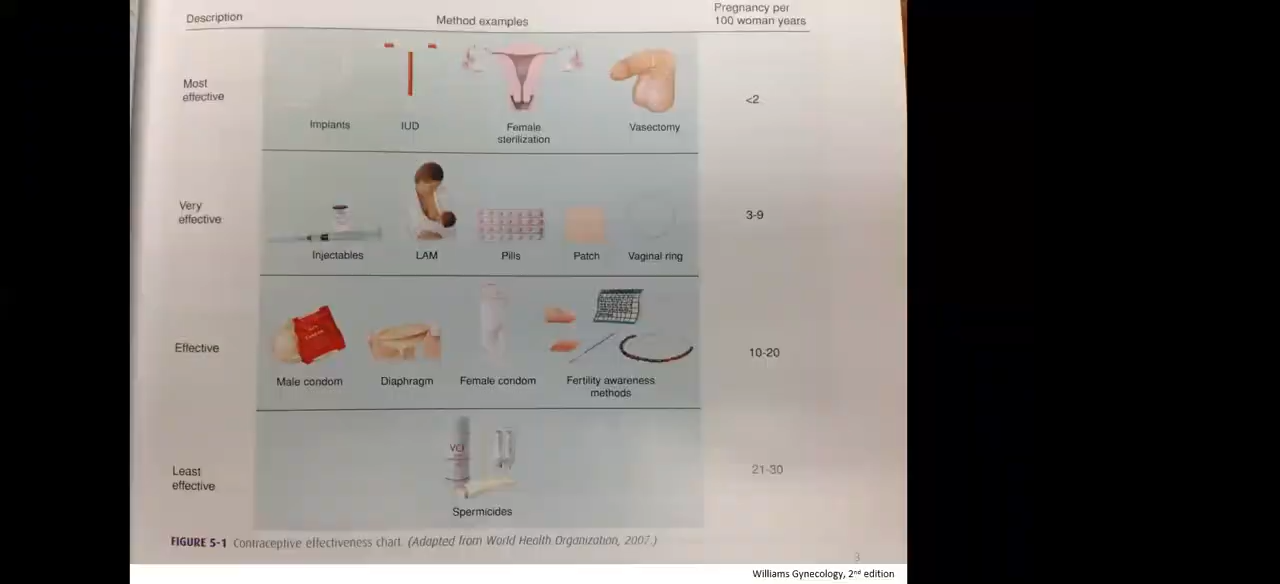 Description
Method examples
Pregnancy per
100 woman years
Most
effective
Implants
IUD
Female
sterilization
Vasectomy
<2
Very
effective
Injectables
LAM
Pills
Patch
Vaginal ring
3-9
Effective
Male condom
Diaphragm
Female condom
Fertility awareness
methods
10-20
Least
effective
VCF
Spermicides
21-30
FIGURE 5-1 Contraceptive effectiveness chart. (Adapted from World Health Organization, 2007.)
3
Williams Gynecology, 2nd edition